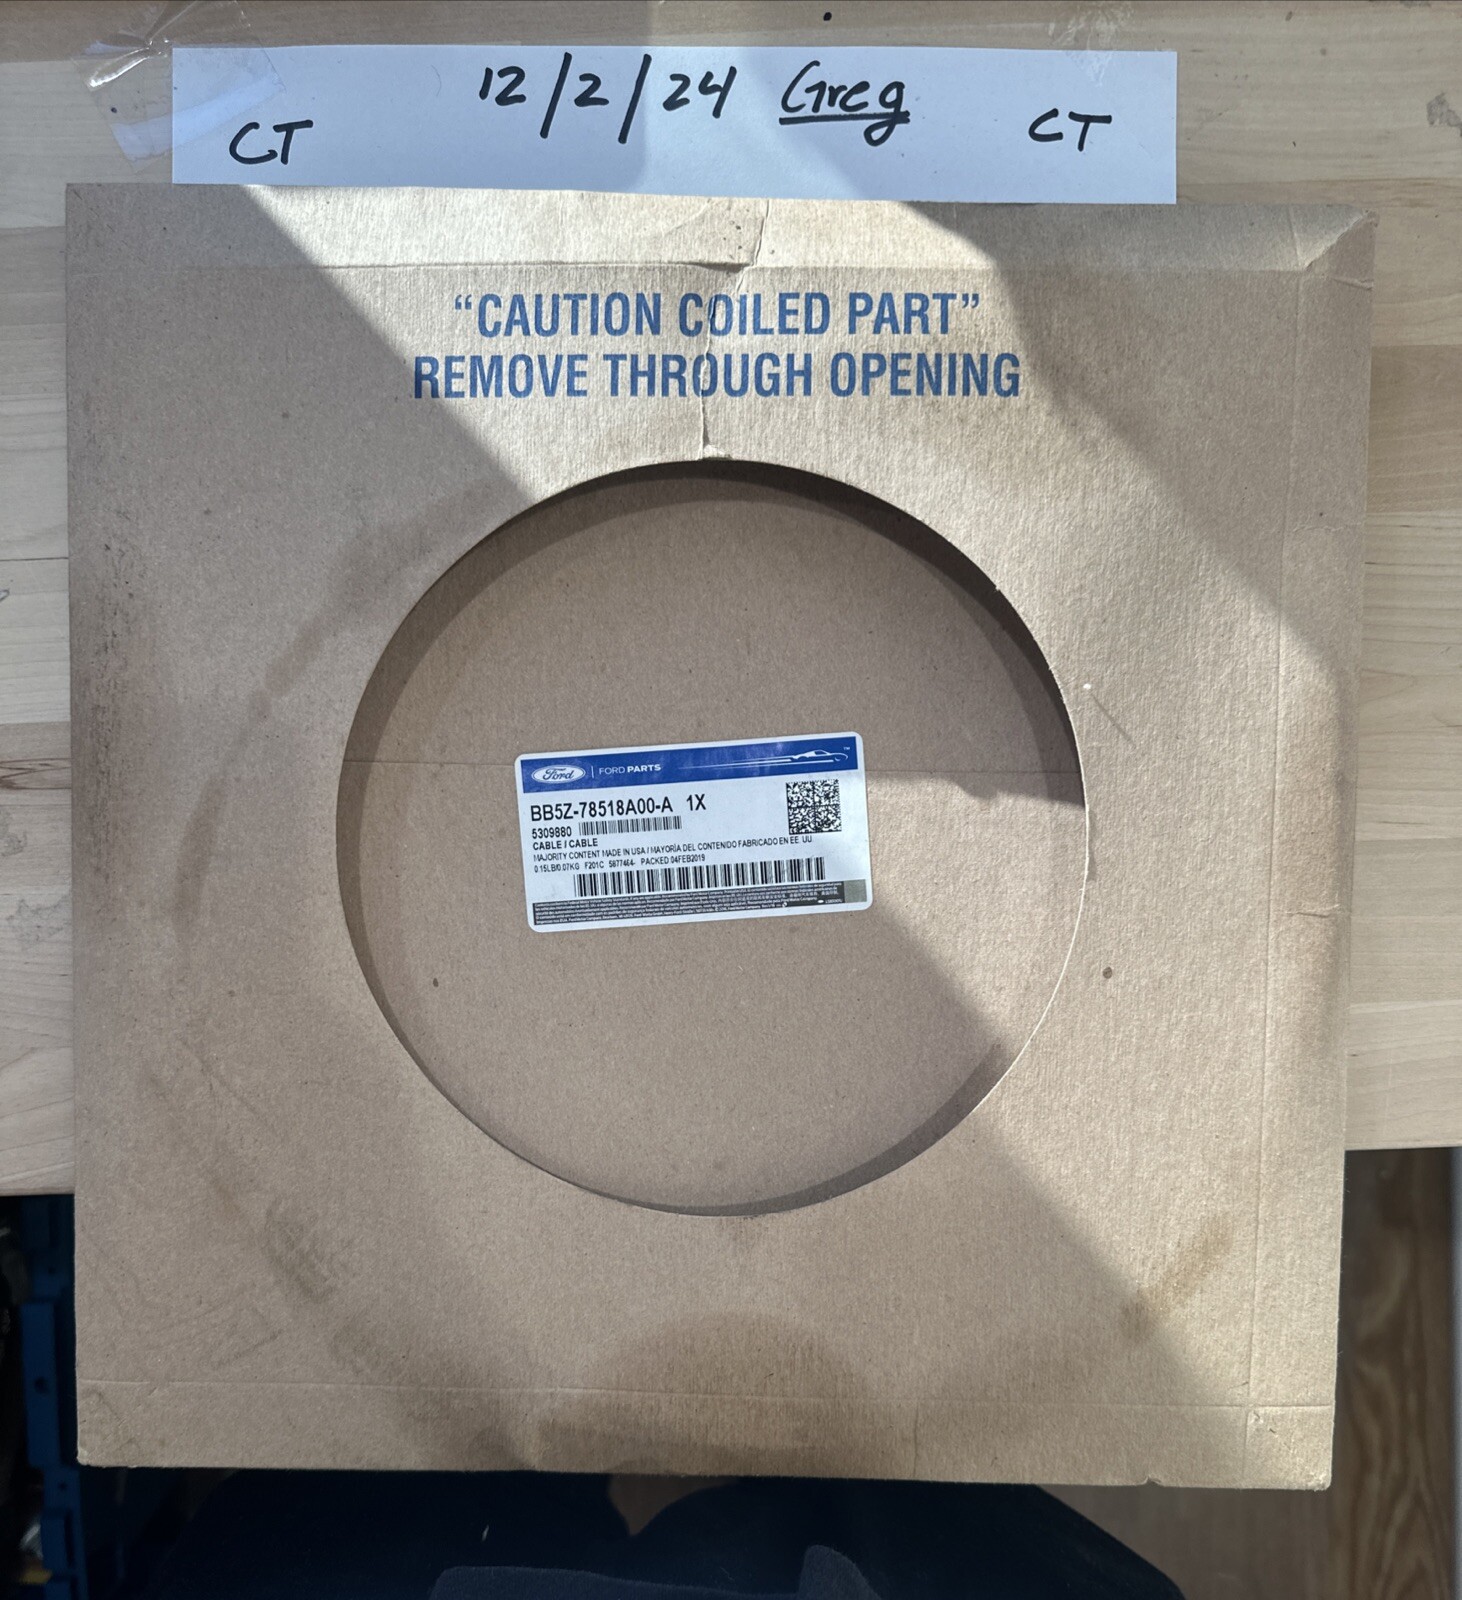 12/2/24 Greg
CT CT
“CAUTION COILED PART”
REMOVE THROUGH OPENING
Ford FORD PARTS
BB5Z-78518A00-A 1X
5309880
CABLE / CABLE
MAJORITY CONTENT MADE IN USA / MAYORÍA DEL CONTENIDO FABRICADO EN EE. UU.
0.15LB/0.07KG F201C PACKED 04FEB2019